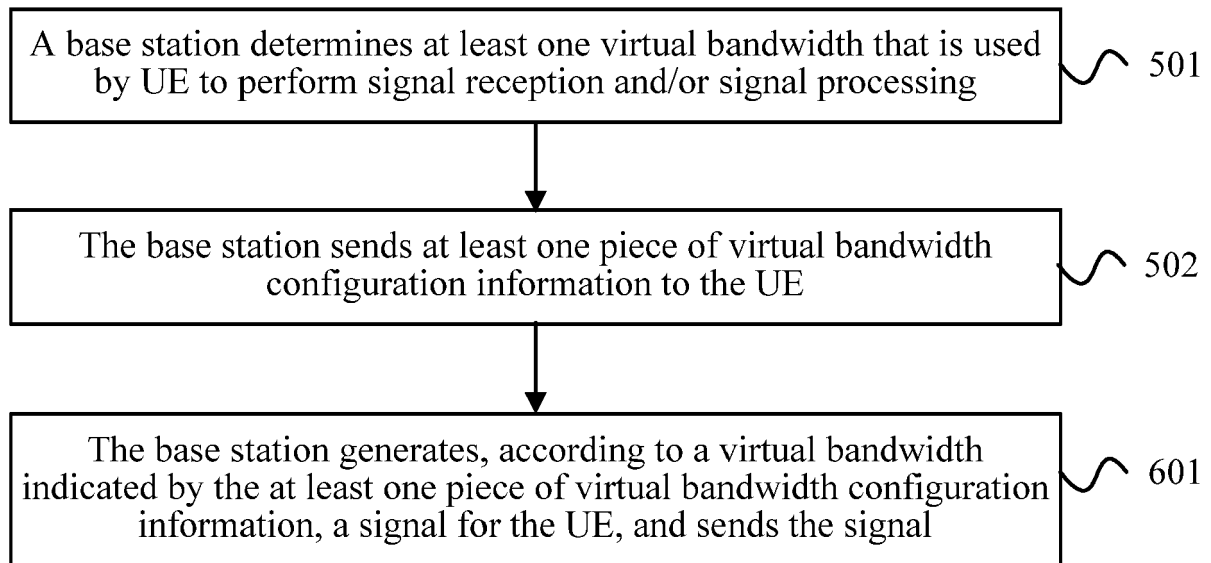 A base station determines at least one virtual bandwidth that is used
by UE to perform signal reception and/or signal processing
501
The base station sends at least one piece of virtual bandwidth
configuration information to the UE
502
The base station generates, according to a virtual bandwidth
indicated by the at least one piece of virtual bandwidth configuration
information, a signal for the UE, and sends the signal
601